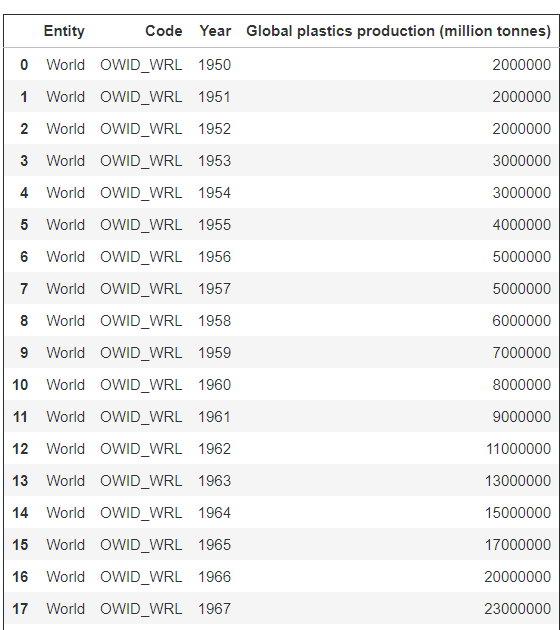 Entity Code Year Global plastics production (million tonnes)
0 World OWID_WRL 1950 2000000
1 World OWID_WRL 1951 2000000
2 World OWID_WRL 1952 2000000
3 World OWID_WRL 1953 3000000
4 World OWID_WRL 1954 3000000
5 World OWID_WRL 1955 4000000
6 World OWID_WRL 1956 5000000
7 World OWID_WRL 1957 5000000
8 World OWID_WRL 1958 6000000
9 World OWID_WRL 1959 7000000
10 World OWID_WRL 1960 8000000
11 World OWID_WRL 1961 9000000
12 World OWID_WRL 1962 11000000
13 World OWID_WRL 1963 13000000
14 World OWID_WRL 1964 15000000
15 World OWID_WRL 1965 17000000
16 World OWID_WRL 1966 20000000
17 World OWID_WRL 1967 23000000